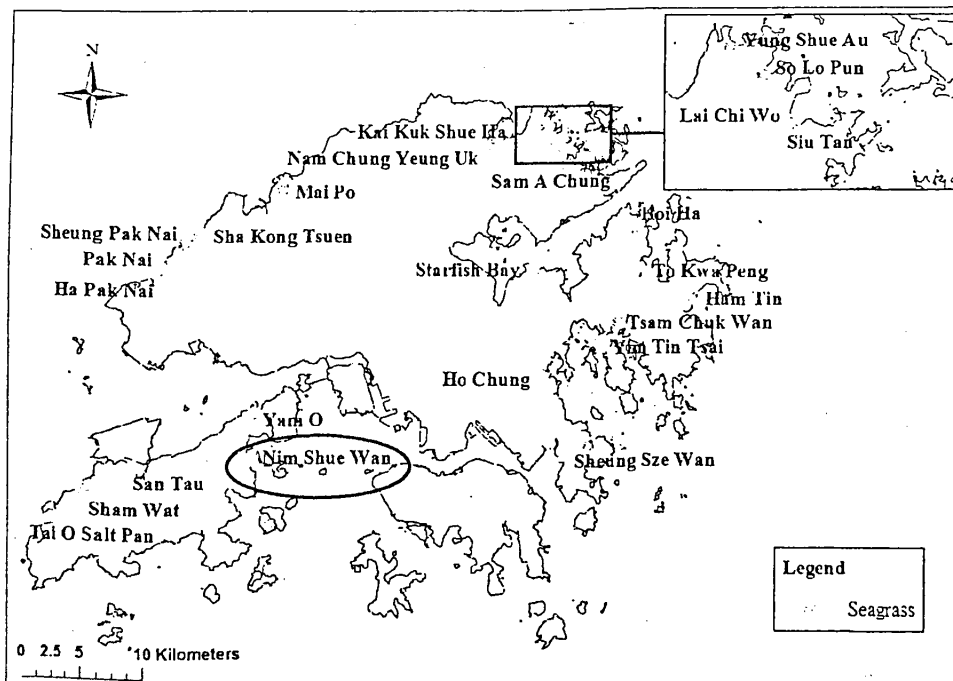 N
Yung Shue Au
So Lo Pun
Lai Chi Wo
Siu Tan
Kai Kuk Shue Ha
Nam Chung Yeung Uk
Mai Po
Sam A Chung
Sheung Pak Nai
Sha Kong Tsuen
Pak Nai
Ha Pak Nai
Hoi Ha
Starfish Bay
To Kwa Peng
Ham Tin
Tsam Chuk Wan
Yim Tin Tsai
Ho Chung
Yam O
Nim Shue Wan
Sheung Sze Wan
San Tau
Sham Wat
Tai O Salt Pan
Legend
Seagrass
0 2.5 5 10 Kilometers